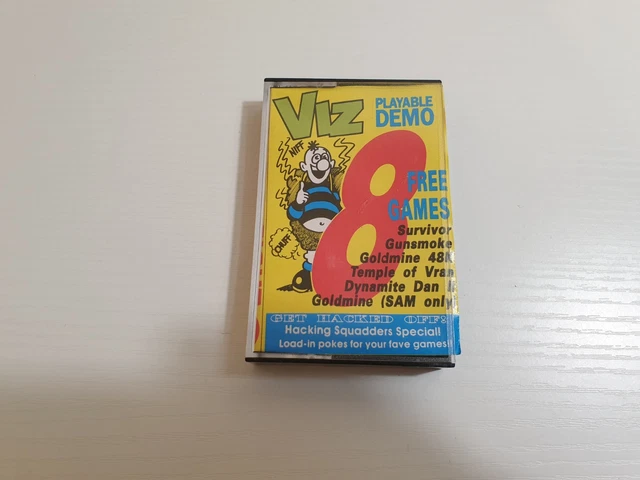 VIZ
PLAYABLE
DEMO
NIFF
8
FREE
GAMES
Survivor
Gunsmoke
Goldmine 48K
Temple of Vran
CHUFF
Dynamite Dan II
Goldmine (SAM only
GET HACKED OFF!
Hacking Squadders Special!
Load-in pokes for your fave games!